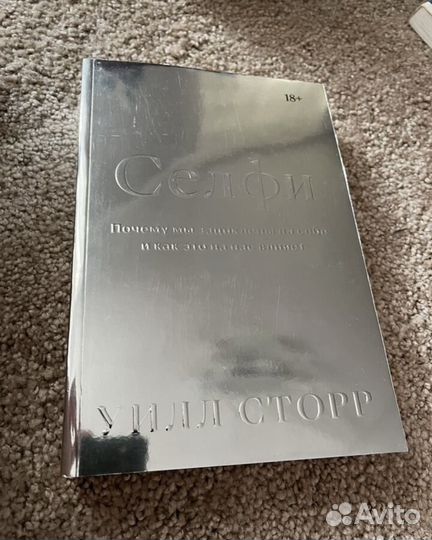 18+
Селфи
Почему мы зациклены на себе
и как это на нас влияет
УИЛЛ СТОРР
Avito